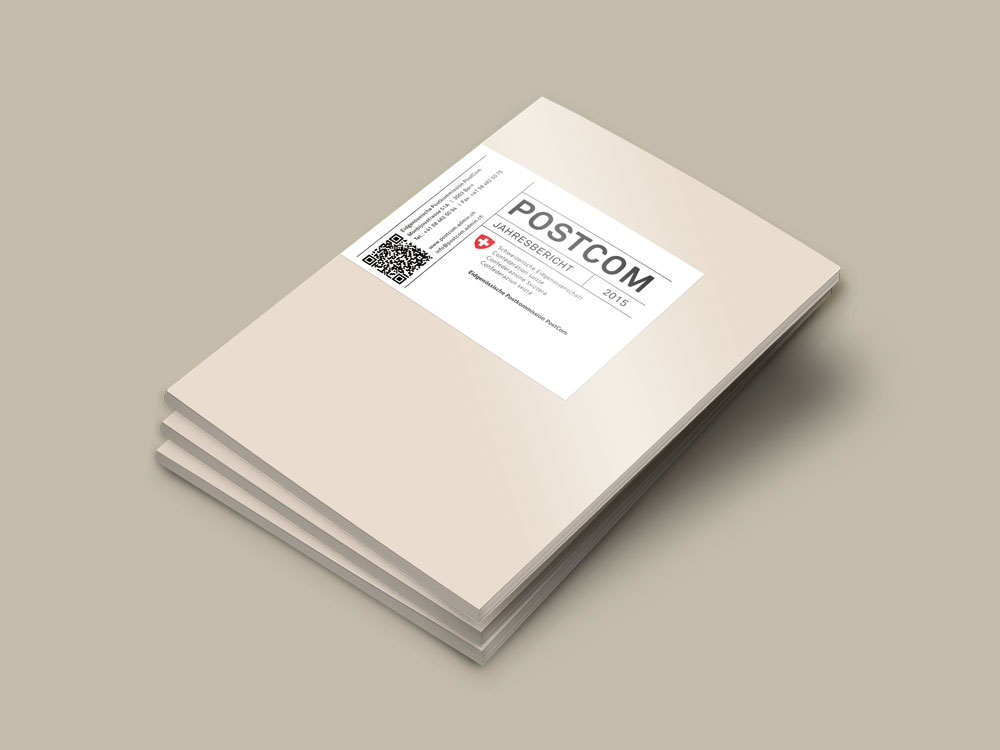 Eidgenössische Postkommission PostCom
Monbijoustrasse 51A | 3003 Bern
Tel.: +41 58 462 50 94 | Fax: +41 58 462 50 76
www.postcom.admin.ch
info@postcom.admin.ch
POSTCOM
JAHRESBERICHT
2015
Schweizerische Eidgenossenschaft
Confédération suisse
Confederazione Svizzera
Confederaziun svizra
Eidgenössische Postkommission PostCom